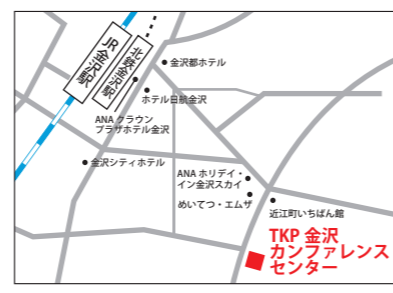 JR金沢駅
北鉄金沢駅
金沢都ホテル
ホテル日航金沢
ANA クラウン
プラザホテル金沢
金沢シティホテル
ANA ホリデイ・
イン金沢スカイ
めいてつ・エムザ
近江町いちば館
TKP 金沢
カンファレンス
センター